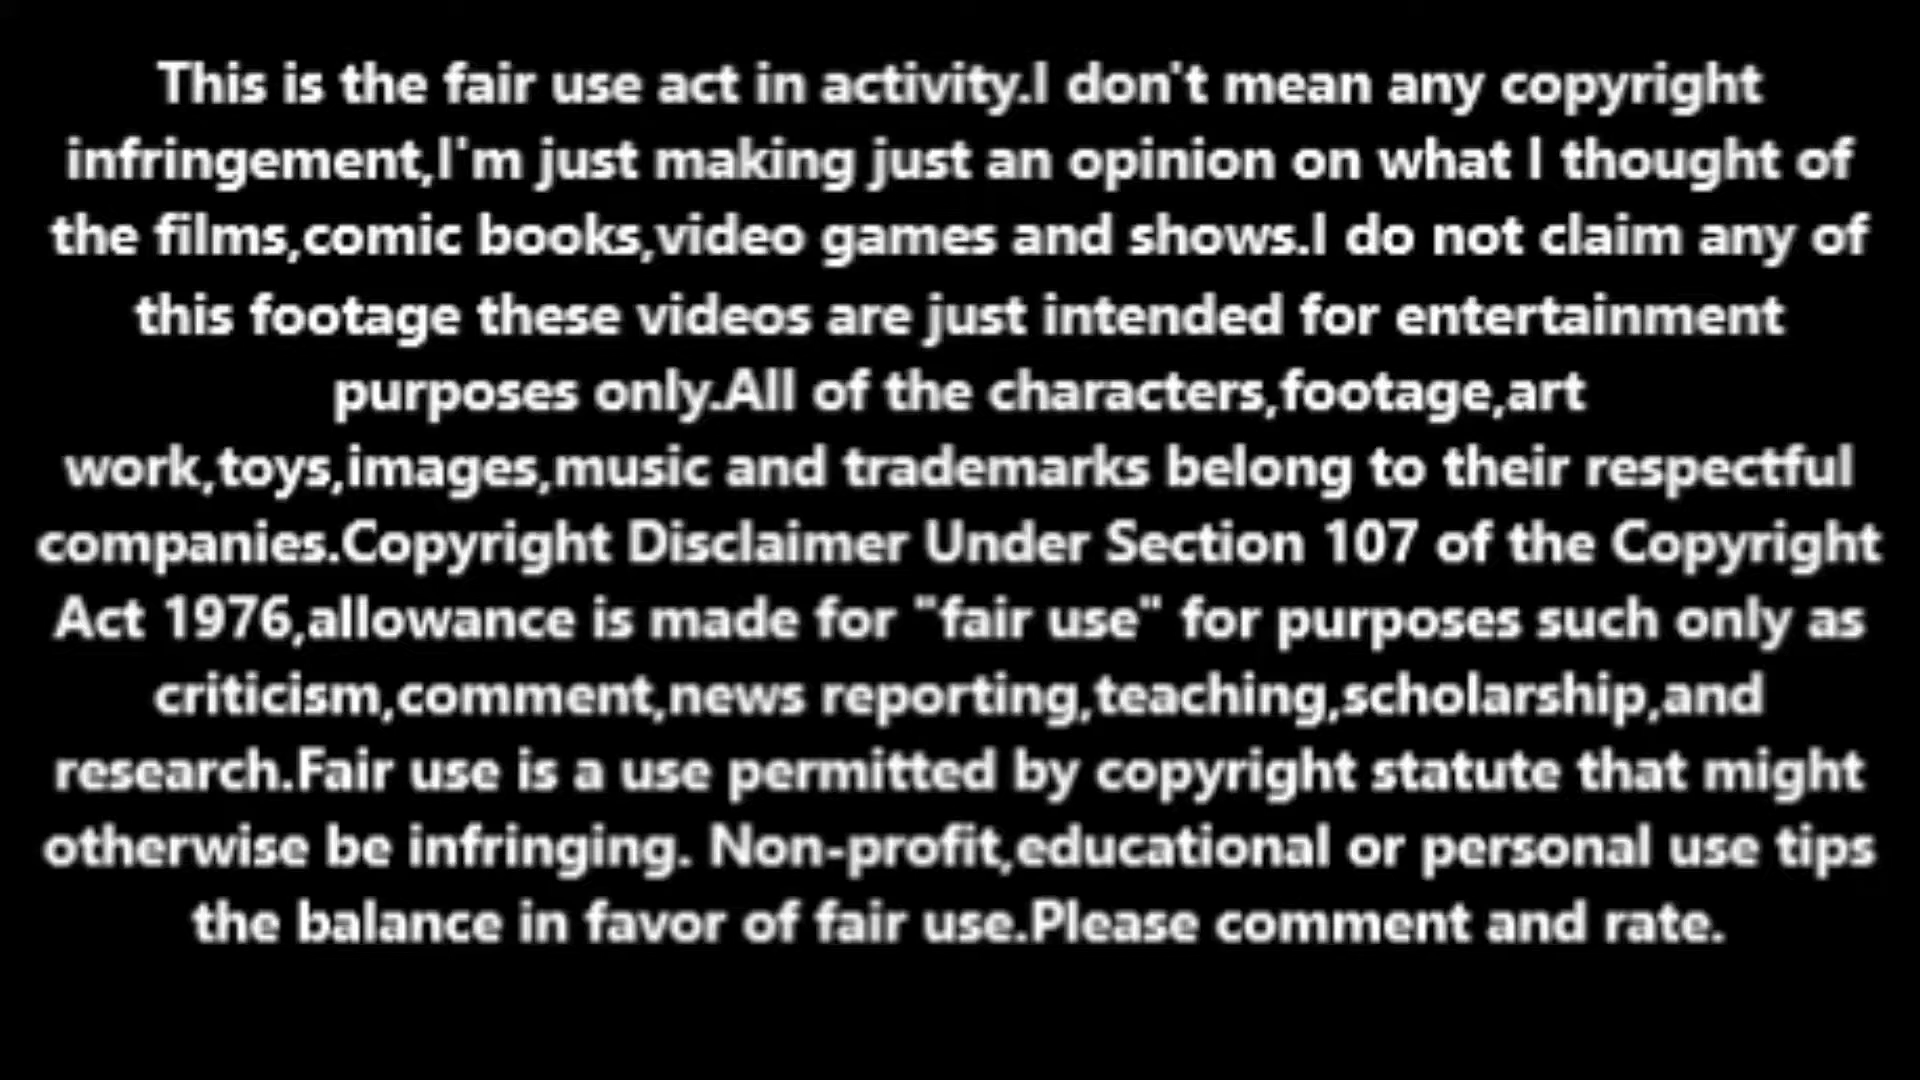 This is the fair use act in activity.I don't mean any copyright
infringement,I'm just making just an opinion on what I thought of
the films,comic books,video games and shows.I do not claim any of
this footage these videos are just intended for entertainment
purposes only.All of the characters,footage,art
work,toys,images,music and trademarks belong to their respectful
companies.Copyright Disclaimer Under Section 107 of the Copyright
Act 1976,allowance is made for "fair use" for purposes such only as
criticism,comment,news reporting,teaching,scholarship,and
research.Fair use is a use permitted by copyright statute that might
otherwise be infringing. Non-profit,educational or personal use tips
the balance in favor of fair use.Please comment and rate.